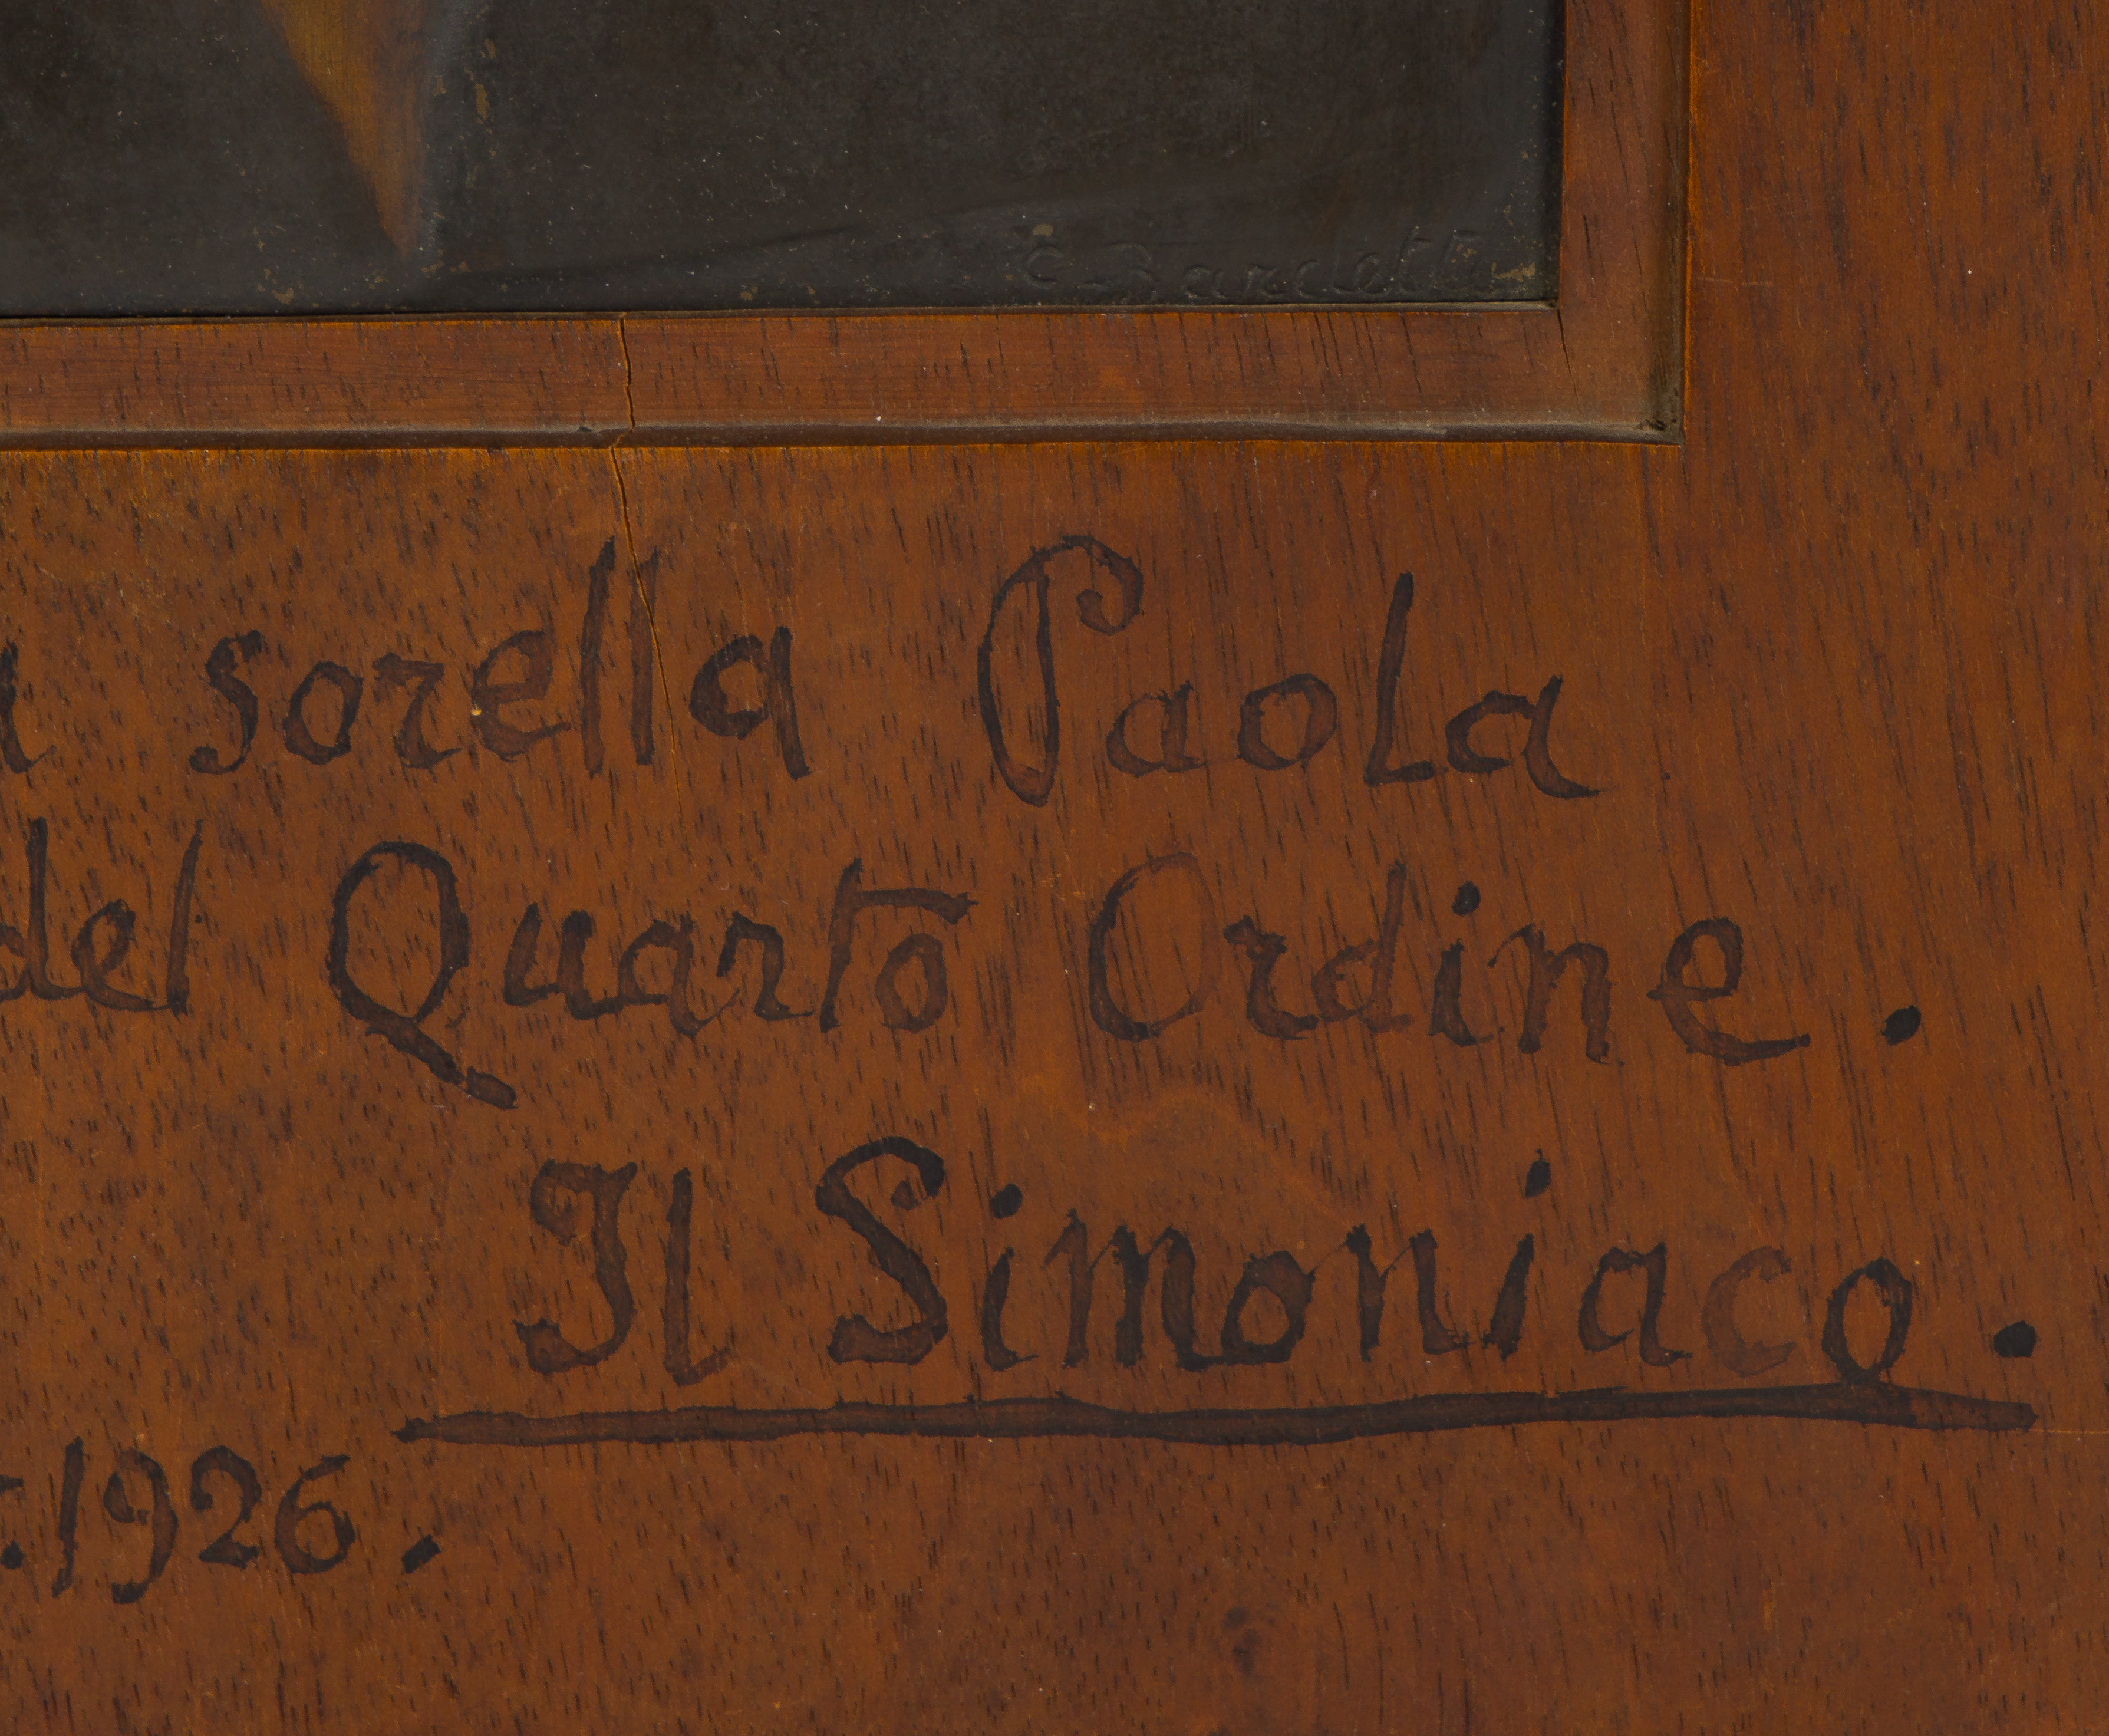 sorella Paola
del Quarto Ordine.
Il Simoniaco.
.1926.